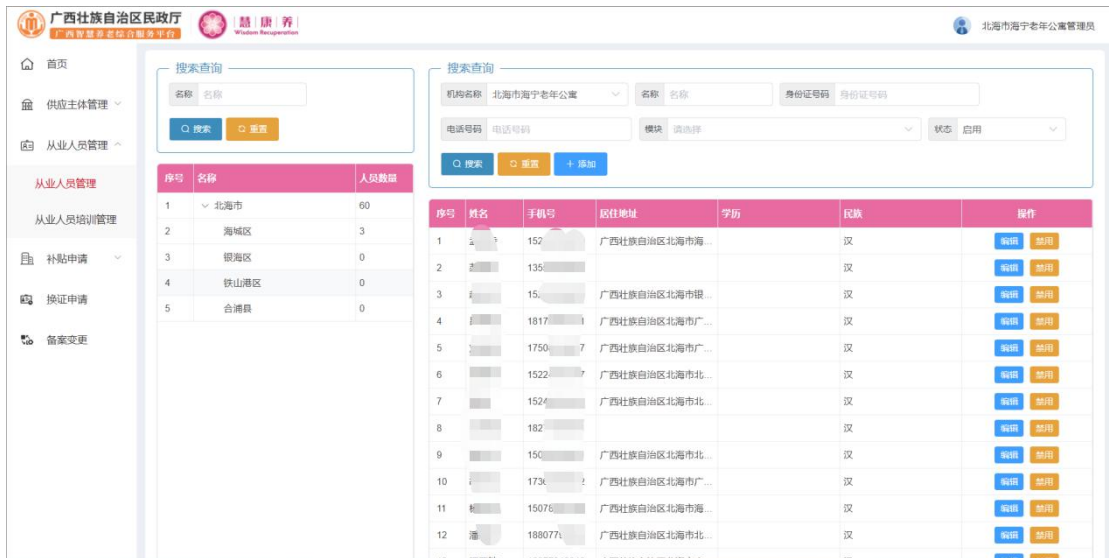 广西壮族自治区民政厅
广西智慧养老综合服务平台
慧康养
Wisdom Recuperation
北海市海宁老年公寓管理员
首页
供应主体管理
从业人员管理
从业人员管理
从业人员培训管理
补贴申请
换证申请
备案变更
搜索查询
名称 名称
搜索 重置
序号 名称 人员数量
1 北海市 60
2 海城区 3
3 银海区 0
4 铁山港区 0
5 合浦县 0
搜索查询
机构名称 北海市海宁老年公寓 名称 名称 身份证号码 身份证号码
电话号码 电话号码 模块 请选择 状态 启用
搜索 重置 + 添加
序号 姓名 手机号 居住地址 学历 民族 操作
1 152 广西壮族自治区北海市海... 汉 编辑 禁用
2 135 汉 编辑 禁用
3 15 广西壮族自治区北海市银... 汉 编辑 禁用
4 1817 1 广西壮族自治区北海市广... 汉 编辑 禁用
5 1750 7 广西壮族自治区北海市广... 汉 编辑 禁用
6 1522 7 广西壮族自治区北海市北... 汉 编辑 禁用
7 152 广西壮族自治区北海市北... 汉 编辑 禁用
8 182 汉 编辑 禁用
9 150 广西壮族自治区北海市北... 汉 编辑 禁用
10 173 2 广西壮族自治区北海市广... 汉 编辑 禁用
11 15078 广西壮族自治区北海市海... 汉 编辑 禁用
12 潘 188077 广西壮族自治区北海市北... 汉 编辑 禁用